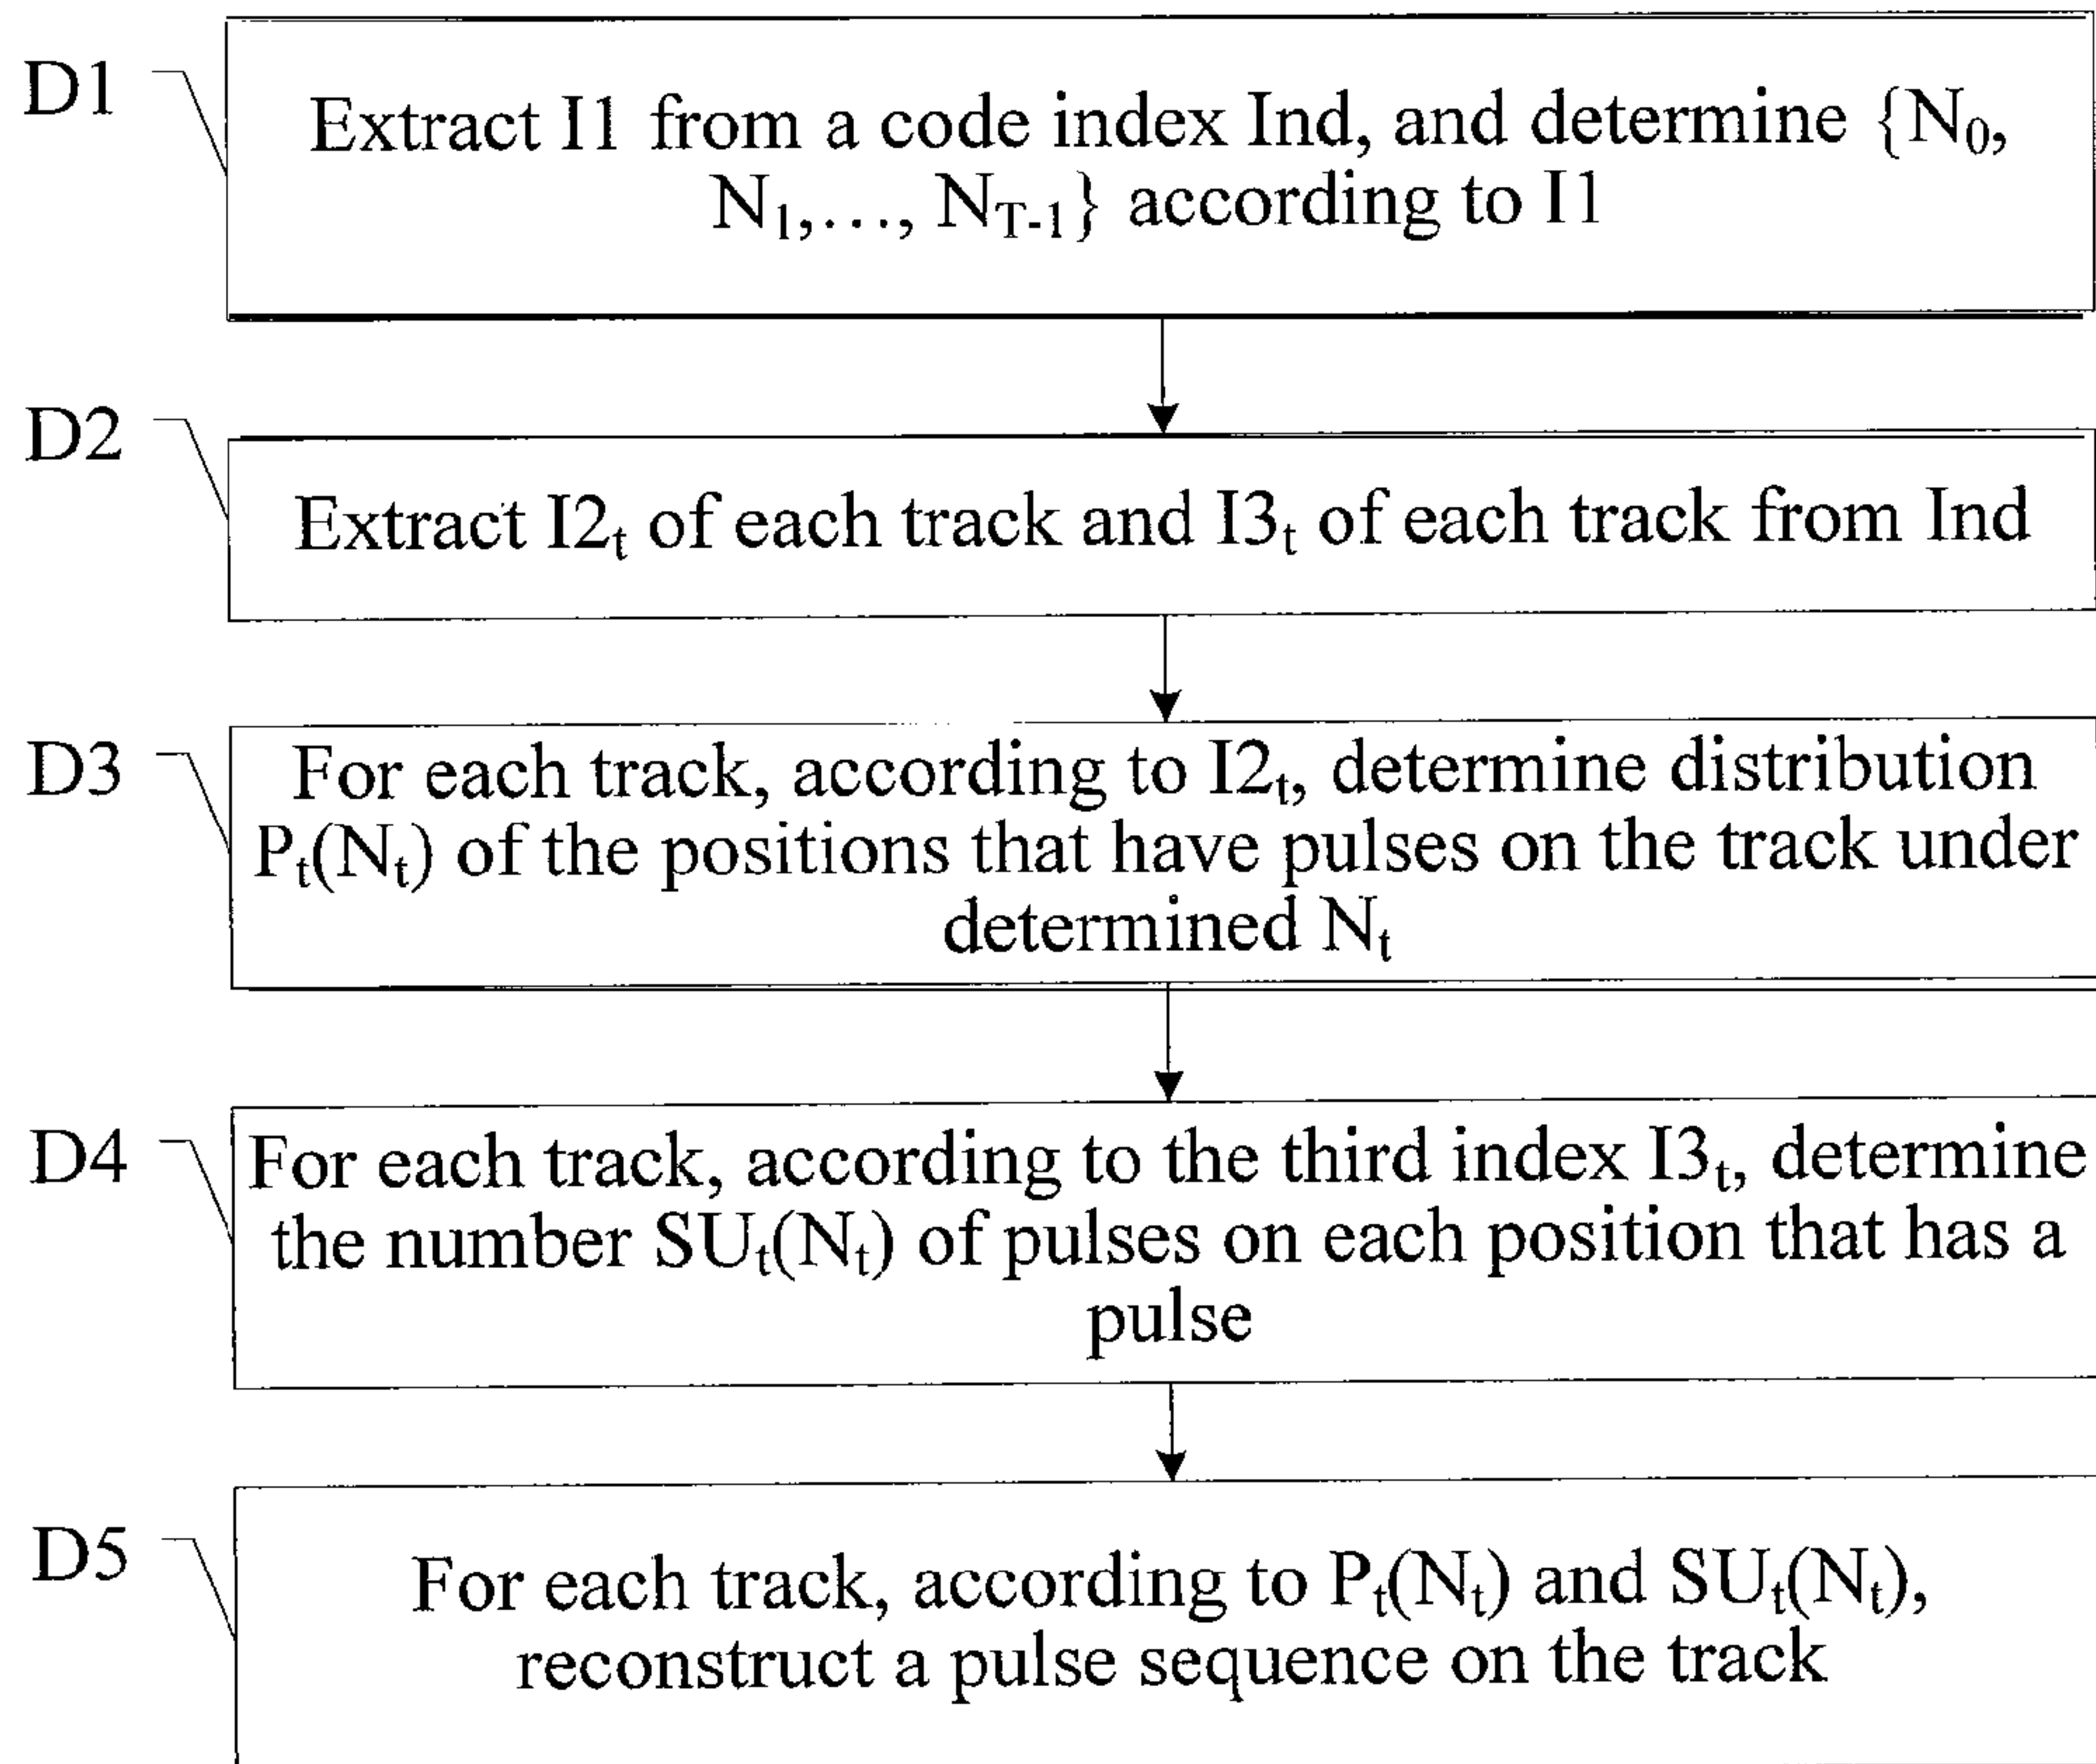 D1
Extract I1 from a code index Ind, and determine {N₀,
N₁,..., N_T-1} according to I1
D2
Extract I2ₜ of each track and I3ₜ of each track from Ind
D3
For each track, according to I2ₜ, determine distribution
Pₜ(Nₜ) of the positions that have pulses on the track under
determined Nₜ
D4
For each track, according to the third index I3ₜ, determine
the number SUₜ(Nₜ) of pulses on each position that has a
pulse
D5
For each track, according to Pₜ(Nₜ) and SUₜ(Nₜ),
reconstruct a pulse sequence on the track